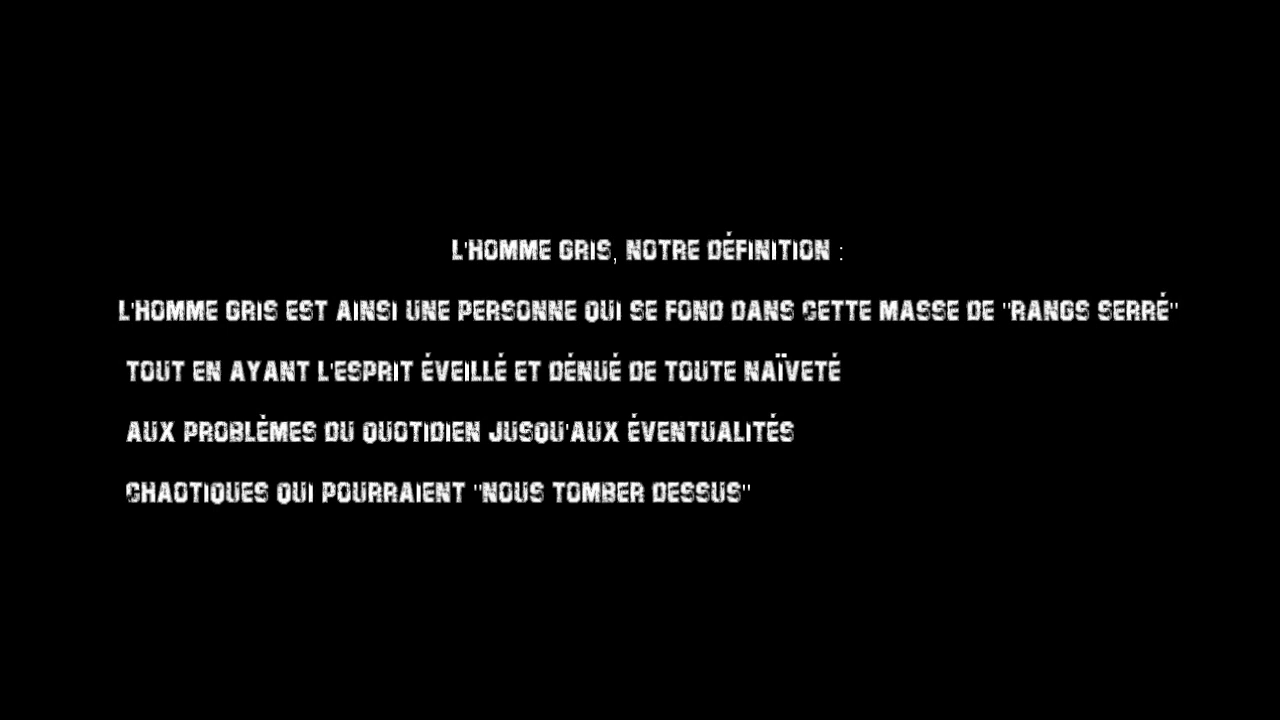 L'HOMME GRIS, NOTRE DÉFINITION :
L'HOMME GRIS EST AINSI UNE PERSONNE QUI SE FOND DANS CETTE MASSE DE "RANGS SERRÉ"
TOUT EN AYANT L'ESPRIT ÉVEILLÉ ET DÉNUÉ DE TOUTE NAÏVETÉ
AUX PROBLÈMES DU QUOTIDIEN JUSQU'AUX ÉVENTUALITÉS
CHAOTIQUES QUI POURRAIENT "NOUS TOMBER DESSUS"